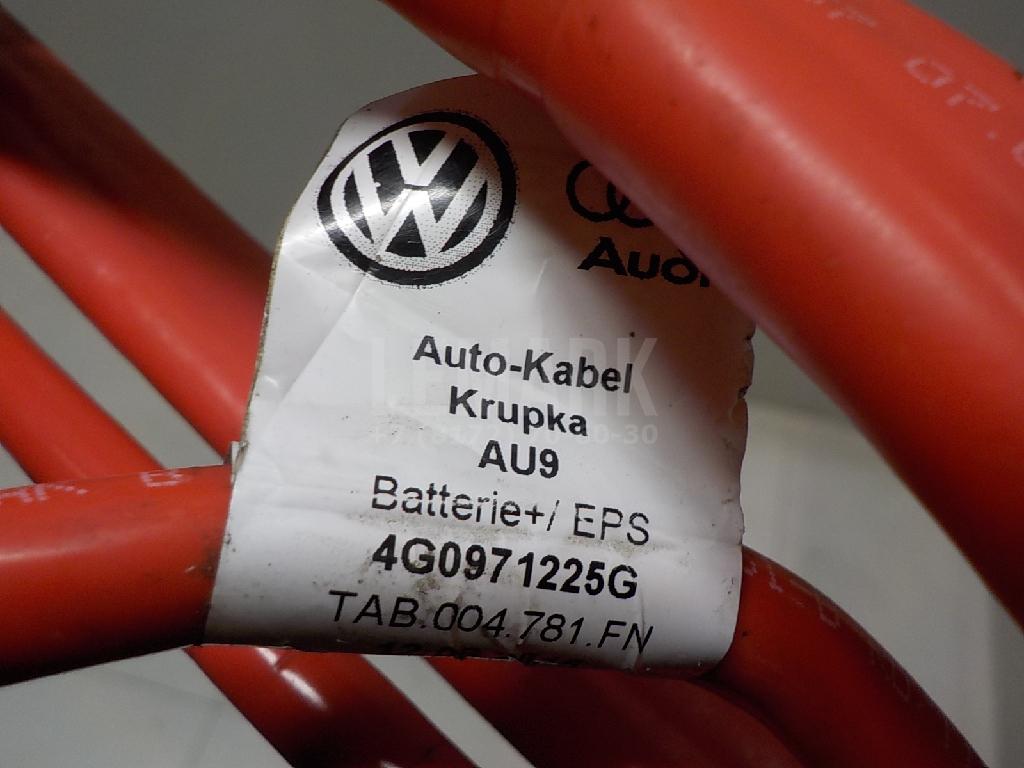 Audi
Auto-Kabel
Krupka
AU9
Batterie+/ EPS
4G0971225G
TAB.004.781.FN